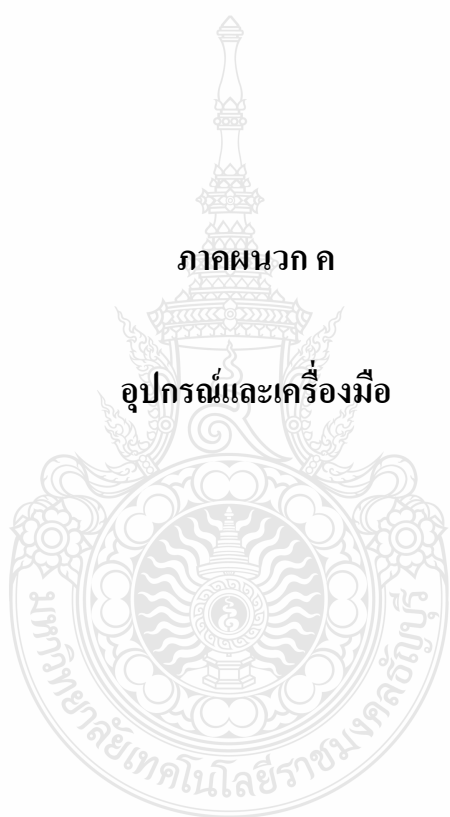 ภาคผนวก ค
อุปกรณ์และเครื่องมือ
มหาวิทยาลัยเทคโนโลยีราชมงคลธัญบุรี